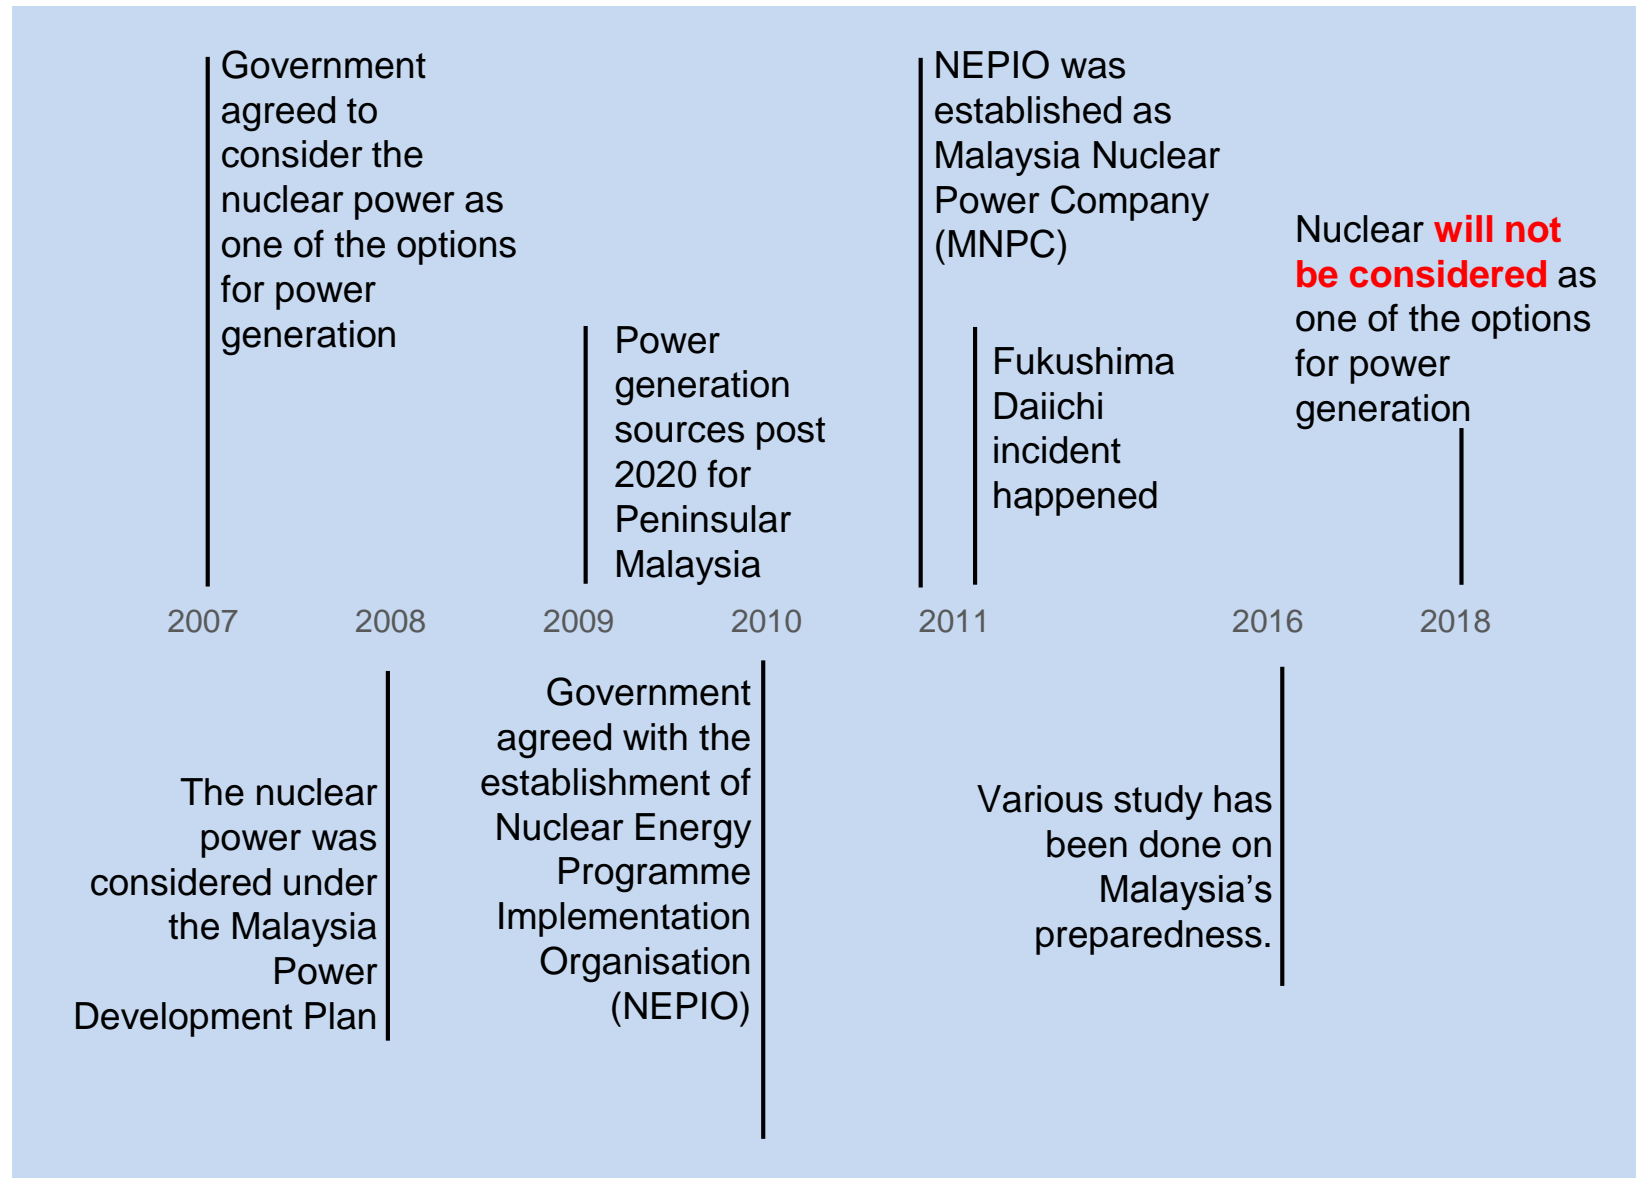 Government
agreed to
consider the
nuclear power as
one of the options
for power
generation
Power
generation
sources post
2020 for
Peninsular
Malaysia
NEPIO was
established as
Malaysia Nuclear
Power Company
(MNPC)
Fukushima
Daiichi
incident
happened
Nuclear will not
be considered as
one of the options
for power
generation
2007
2008
2009
2010
2011
2016
2018
The nuclear
power was
considered under
the Malaysia
Power
Development Plan
Government
agreed with the
establishment of
Nuclear Energy
Programme
Implementation
Organisation
(NEPIO)
Various study has
been done on
Malaysia’s
preparedness.